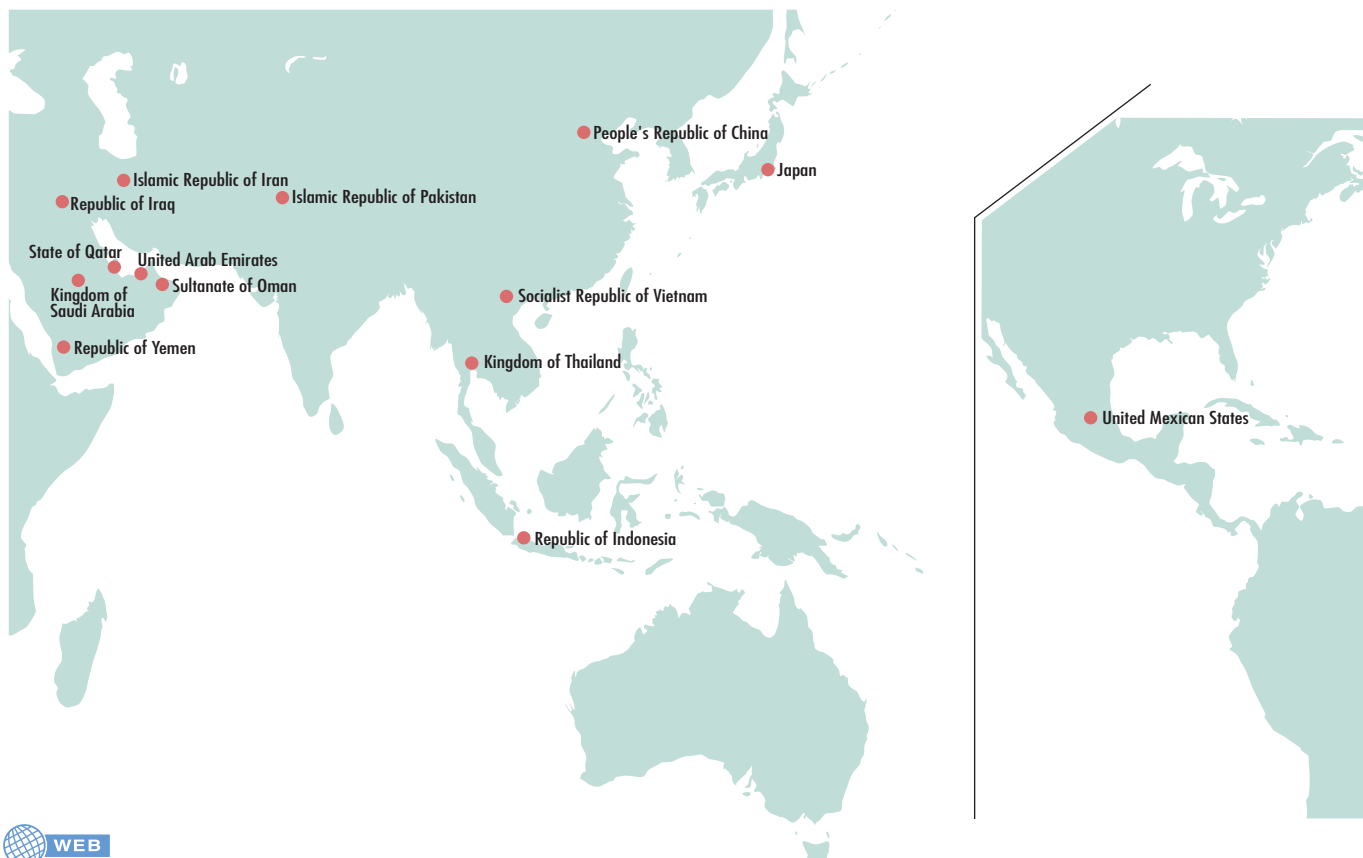 People's Republic of China
Japan
Islamic Republic of Iran
Islamic Republic of Pakistan
Republic of Iraq
State of Qatar
United Arab Emirates
Sultanate of Oman
Kingdom of
Saudi Arabia
Socialist Republic of Vietnam
Republic of Yemen
Kingdom of Thailand
United Mexican States
Republic of Indonesia
WEB